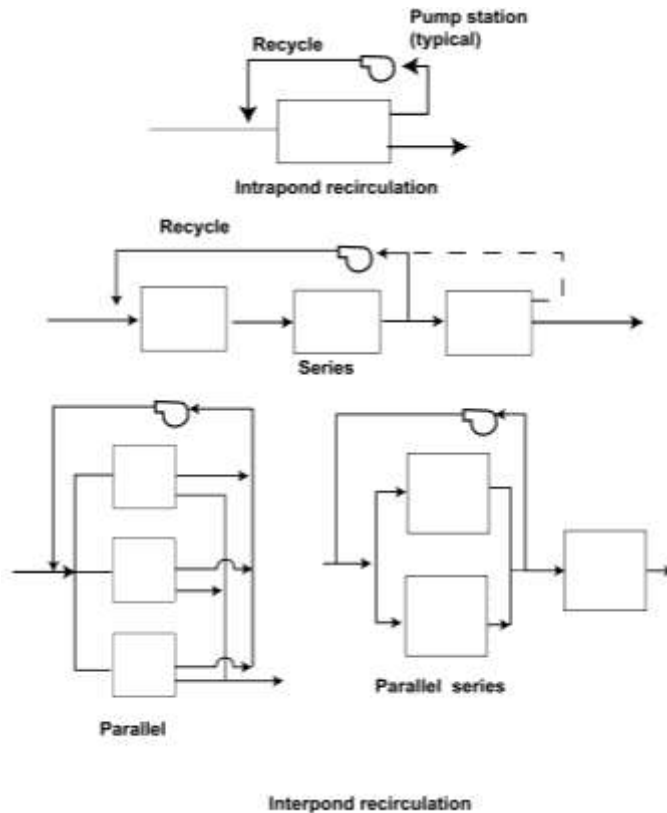 Pump station
(typical)
Recycle
Intrapond recirculation
Recycle
Series
Parallel series
Parallel
Interpond recirculation